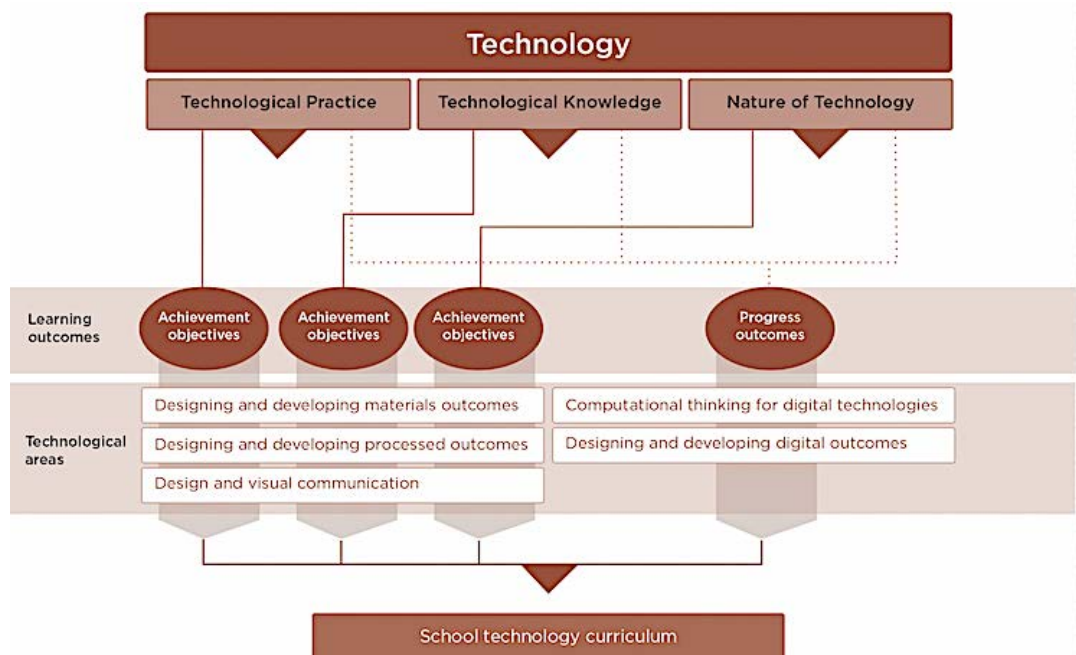 Technology
Technological Practice
Technological Knowledge
Nature of Technology
Learning
outcomes
Achievement
objectives
Achievement
objectives
Achievement
objectives
Progress
outcomes
Technological
areas
Designing and developing materials outcomes
Designing and developing processed outcomes
Design and visual communication
Computational thinking for digital technologies
Designing and developing digital outcomes
School technology curriculum